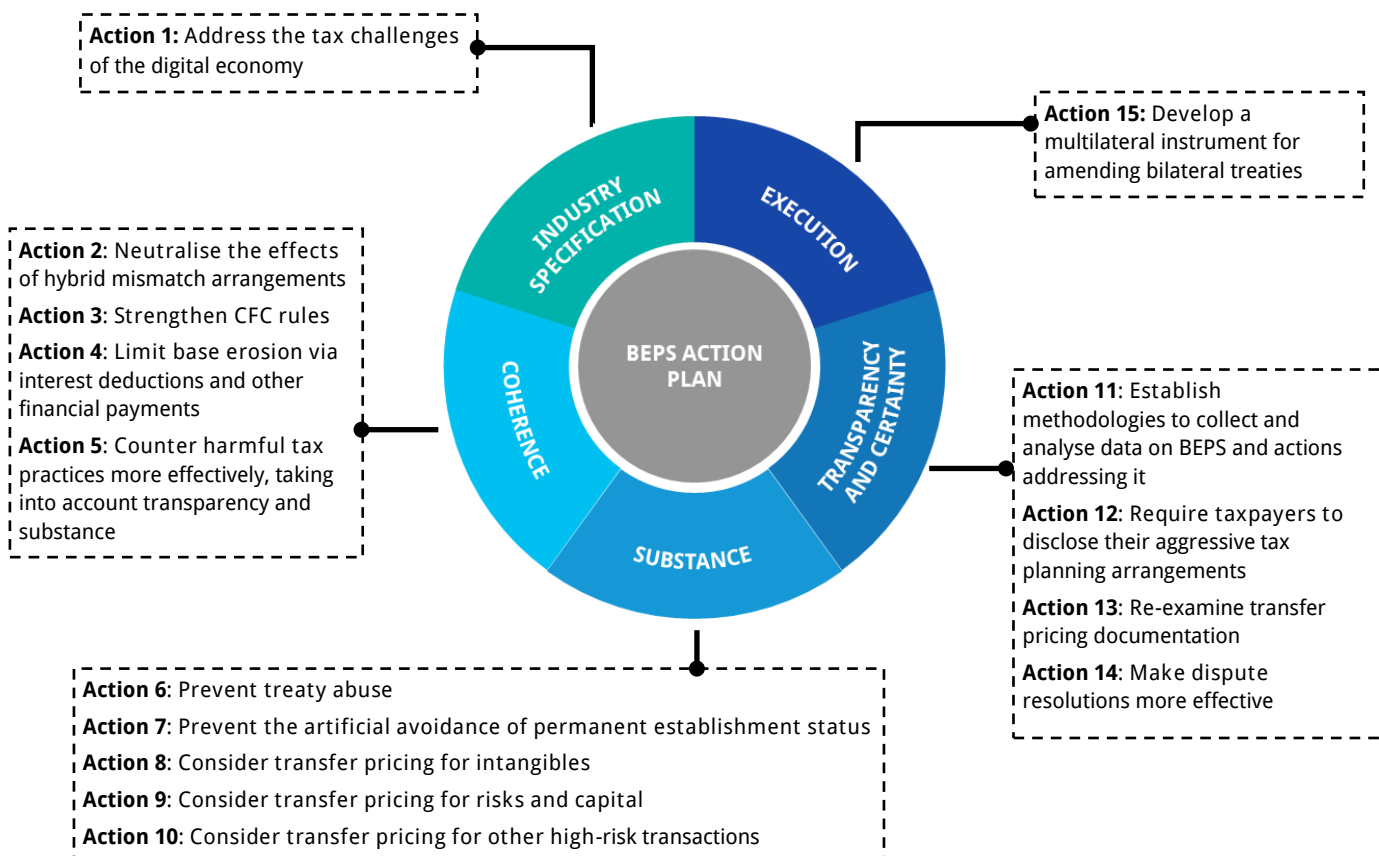 Action 1: Address the tax challenges
of the digital economy
Action 15: Develop a
multilateral instrument for
amending bilateral treaties
INDUSTRY
SPECIFICATION
EXECUTION
Action 2: Neutralise the effects
of hybrid mismatch arrangements
Action 3: Strengthen CFC rules
Action 4: Limit base erosion via
interest deductions and other
financial payments
Action 5: Counter harmful tax
practices more effectively, taking
into account transparency and
substance
COHERENCE
BEPS ACTION
PLAN
TRANSPARENCY
AND CERTAINTY
Action 11: Establish
methodologies to collect and
analyse data on BEPS and actions
addressing it
Action 12: Require taxpayers to
disclose their aggressive tax
planning arrangements
Action 13: Re-examine transfer
pricing documentation
Action 14: Make dispute
resolutions more effective
SUBSTANCE
Action 6: Prevent treaty abuse
Action 7: Prevent the artificial avoidance of permanent establishment status
Action 8: Consider transfer pricing for intangibles
Action 9: Consider transfer pricing for risks and capital
Action 10: Consider transfer pricing for other high-risk transactions